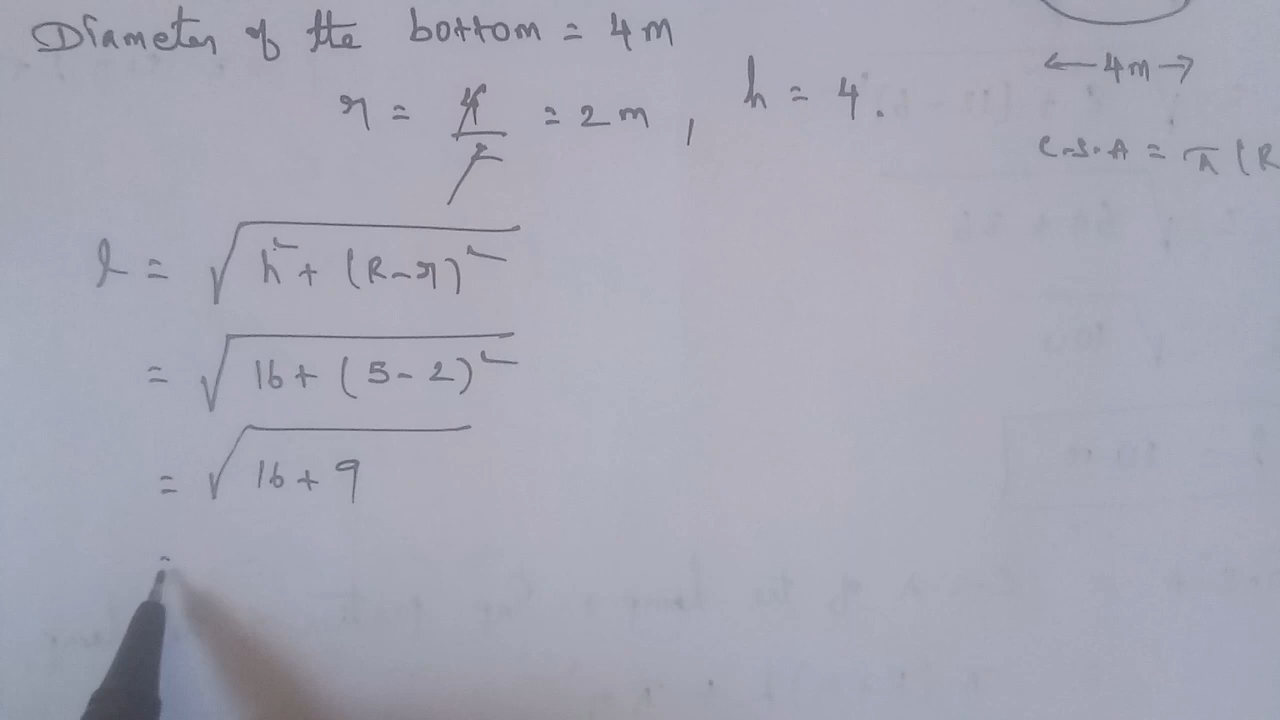 Diameter of the bottom = 4m
← 4m →
r = 4/2 = 2m, h = 4.
C.S.A = π (R
l = √(h² + (R-r)²)
= √(16 + (5-2)²)
= √(16 + 9)
=